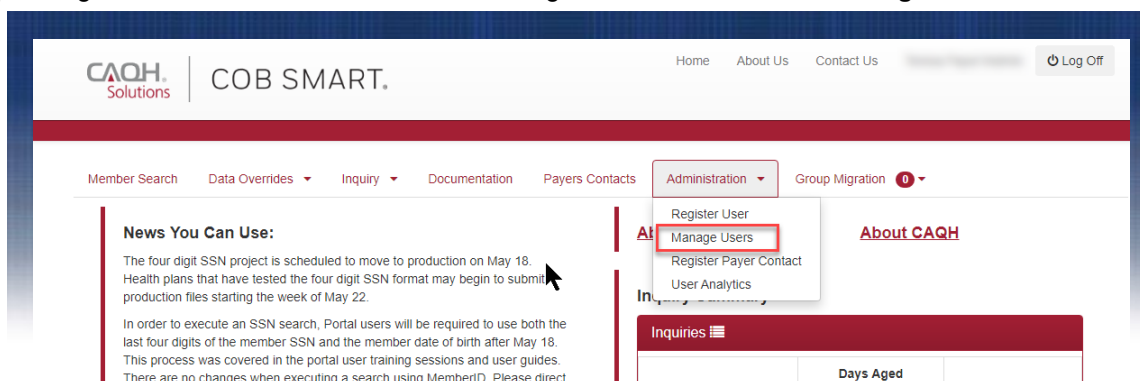 Home About Us Contact Us Log Off
CAQH.
Solutions
COB SMART.
Member Search Data Overrides Inquiry Documentation Payers Contacts Administration Group Migration 0
Register User
Manage Users
Register Payer Contact
User Analytics
News You Can Use:
The four digit SSN project is scheduled to move to
production on May 18.
Health plans that have tested the four digit SSN format may begin to submit
production files starting the week of May 22.
In order to execute an SSN search, Portal users will be required to use both the
last four digits of the member SSN and the member date of birth after May 18.
This process was covered in the portal user training sessions and user guides.
There are no changes when executing a search using MemberID. Please direct
About CAQH
Inquiries
Days Aged